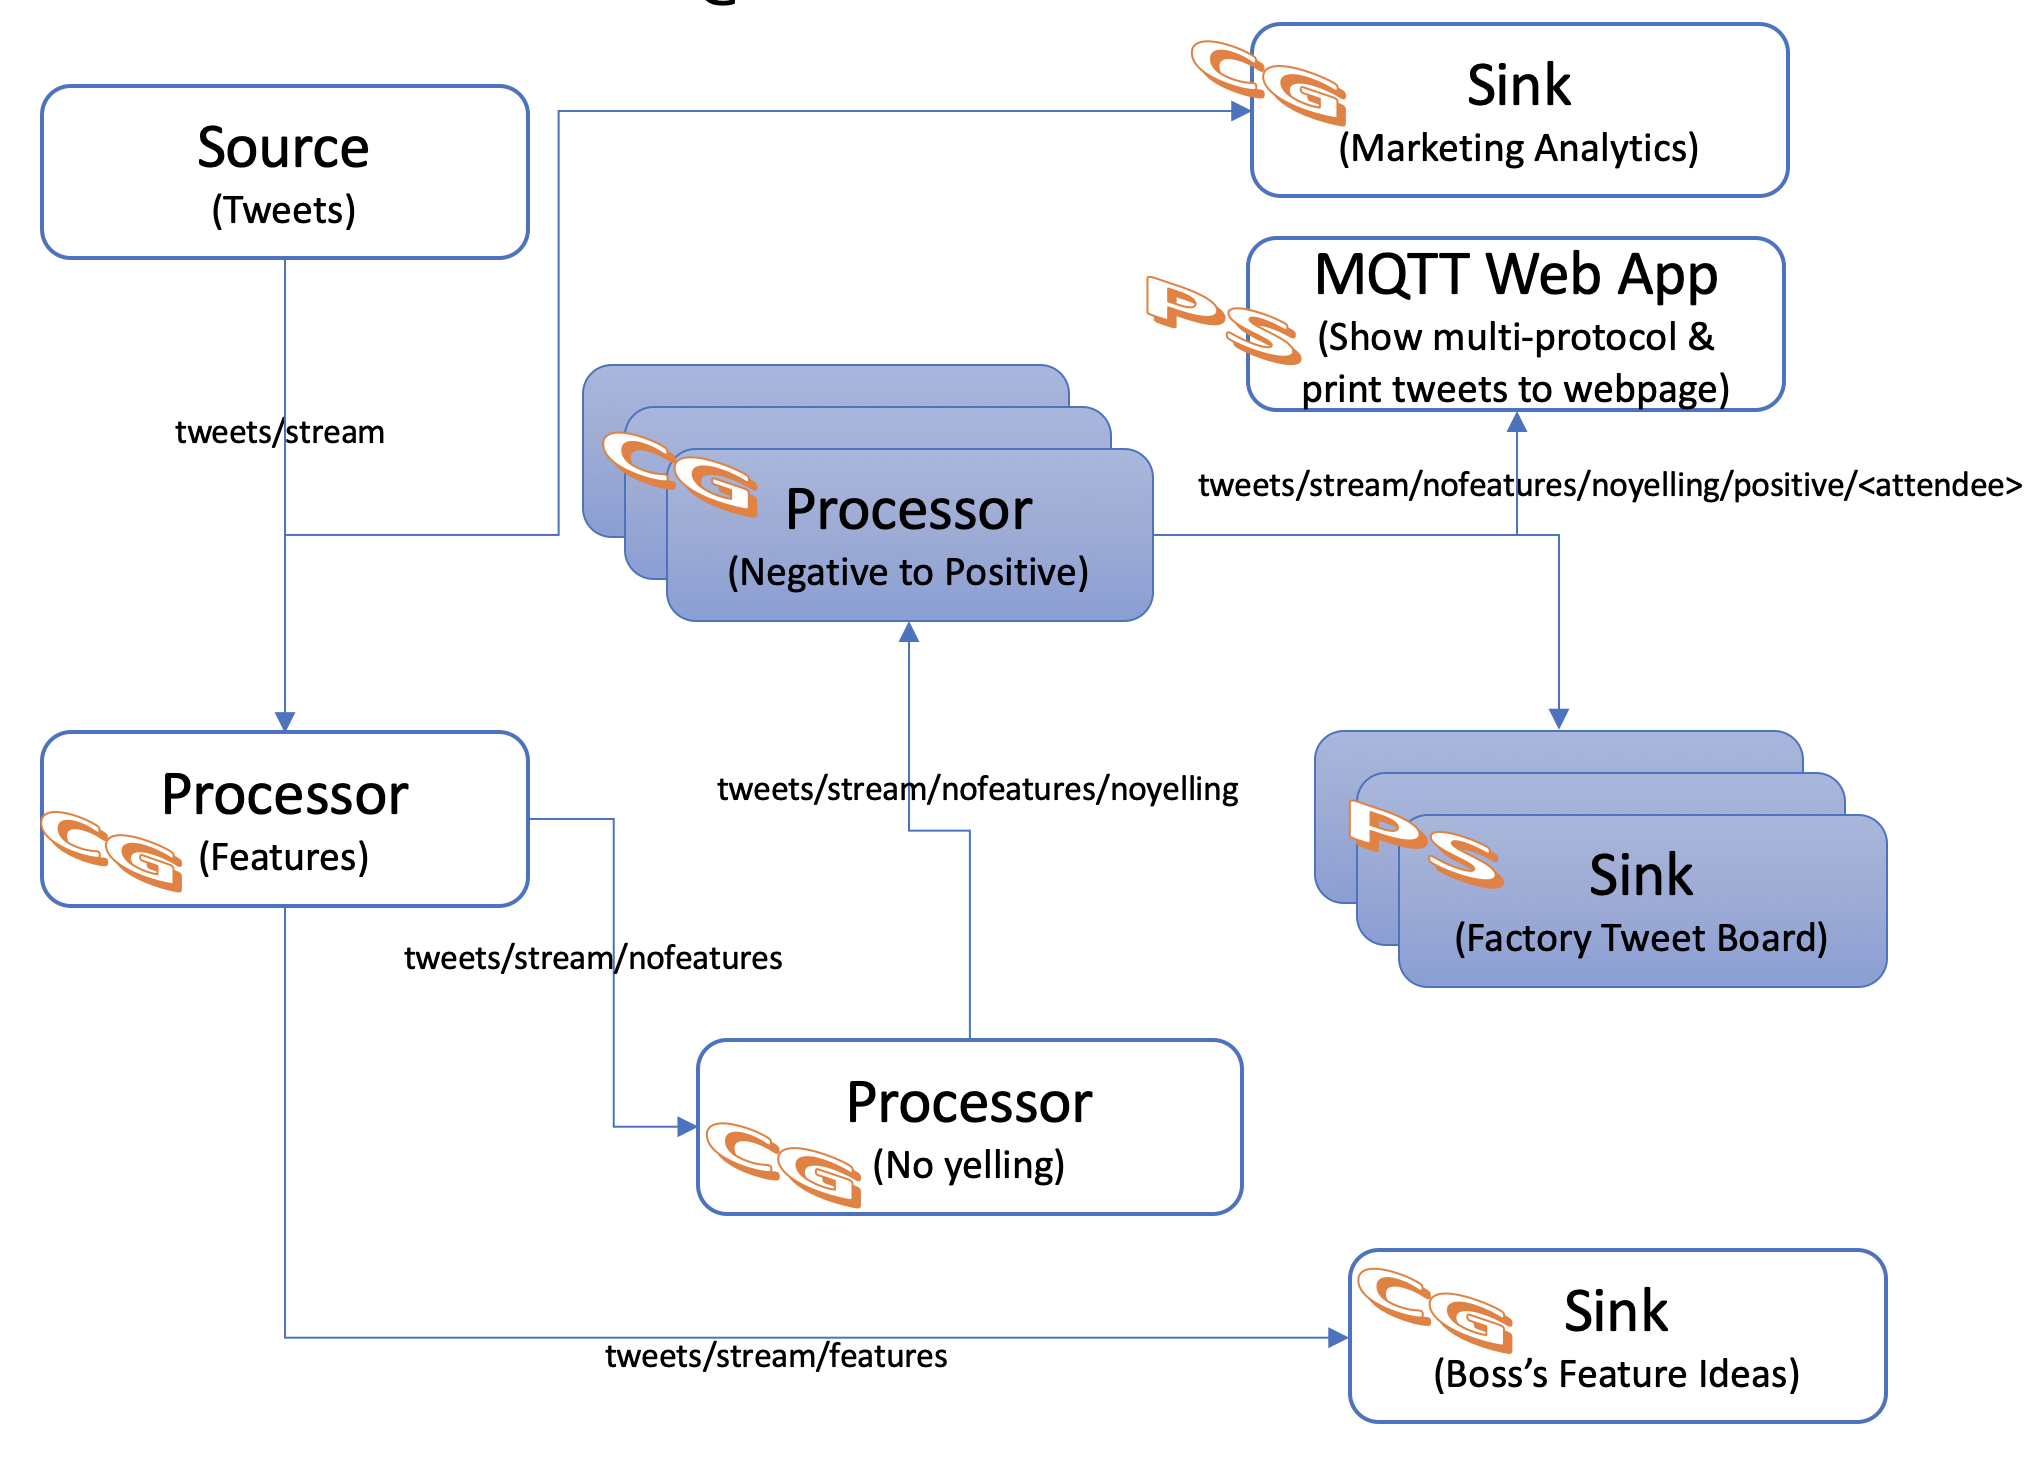 Source
(Tweets)
CG
Sink
(Marketing Analytics)
PS
MQTT Web App
(Show multi-protocol &
print tweets to webpage)
tweets/stream
CG
Processor
(Negative to Positive)
tweets/stream/nofeatures/noyelling/positive/<attendee>
Processor
CG
(Features)
tweets/stream/nofeatures/noyelling
PS
Sink
(Factory Tweet Board)
tweets/stream/nofeatures
Processor
CG
(No yelling)
CG
Sink
(Boss’s Feature Ideas)
tweets/stream/features